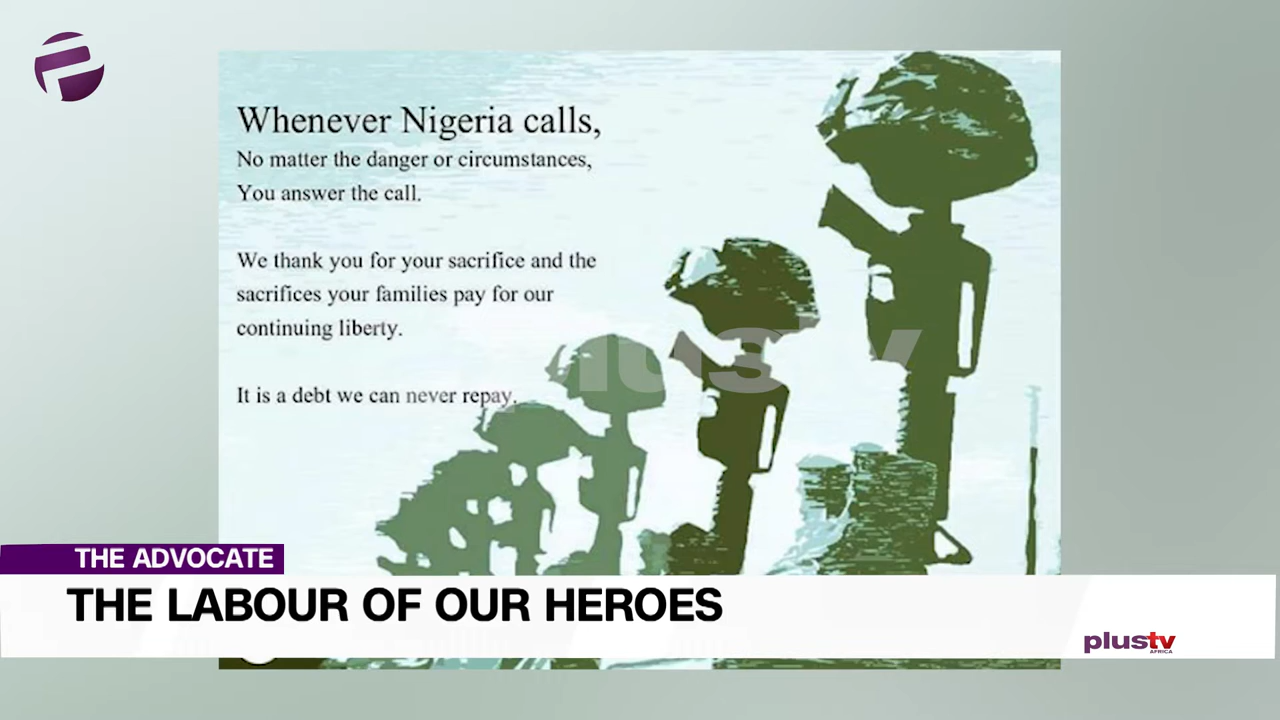 Whenever Nigeria calls,
No matter the danger or circumstances,
You answer the call.
We thank you for your sacrifice and the
sacrifices your families pay for our
continuing liberty.
It is a debt we can never repay.
plustv
THE ADVOCATE
THE LABOUR OF OUR HEROES
plustv
AFRICA